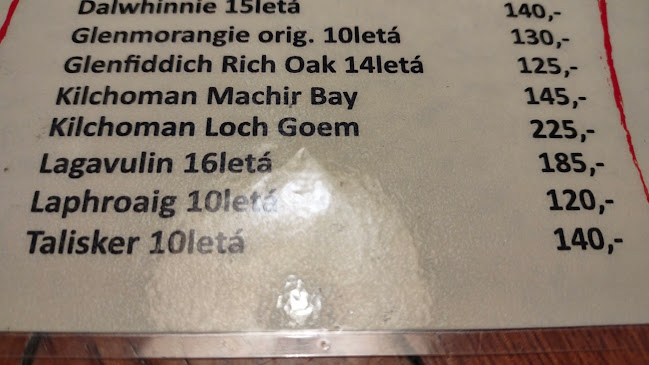 Dalwhinnie 15letá 140,-
Glenmorangie orig. 10letá 130,-
Glenfiddich Rich Oak 14letá 125,-
Kilchoman Machir Bay 145,-
Kilchoman Loch Goem 225,-
Lagavulin 16letá 185,-
Laphroaig 10letá 120,-
Talisker 10letá 140,-